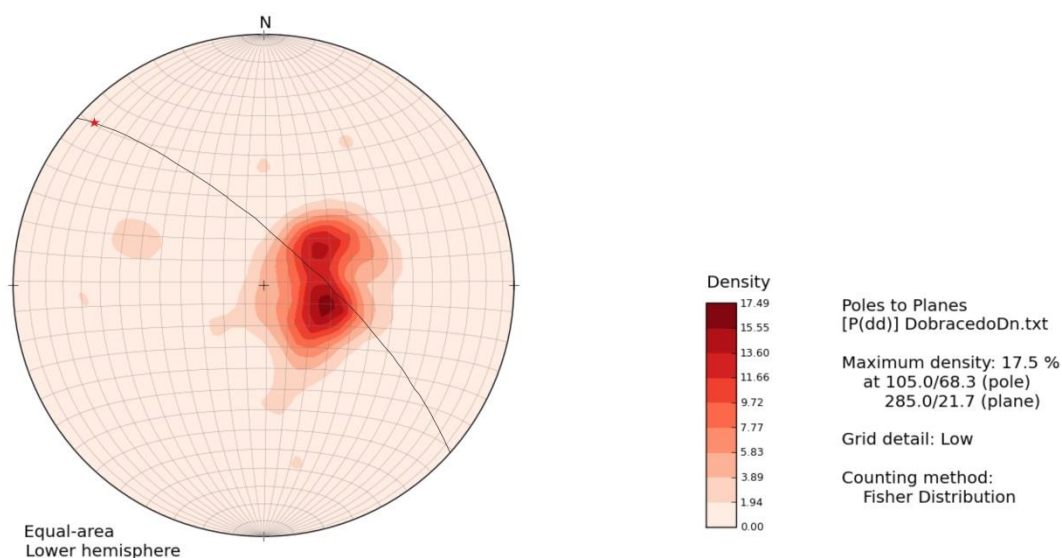 N
Equal-area
Lower hemisphere
Density
17.49
15.55
13.60
11.66
9.72
7.77
5.83
3.89
1.94
0.00
Poles to Planes
[P(dd)] DobracedoDn.txt
Maximum density: 17.5 %
at 105.0/68.3 (pole)
285.0/21.7 (plane)
Grid detail: Low
Counting method:
Fisher Distribution